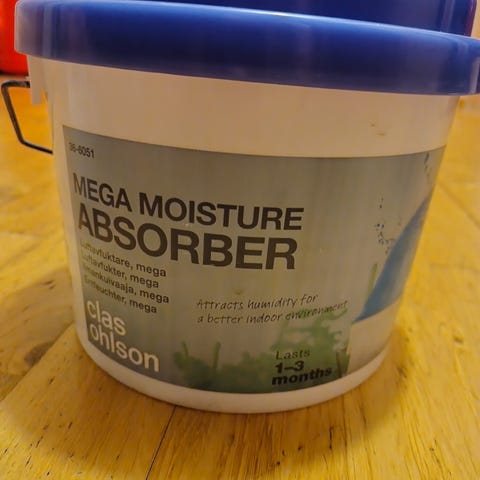 36-6051
MEGA MOISTURE
ABSORBER
Luftavfuktare, mega
Luftavfukter, mega
Ilmankuivaaja, mega
Entfeuchter, mega
Attracts humidity for
a better indoor environment
clas
ohlson
Lasts
1–3
months